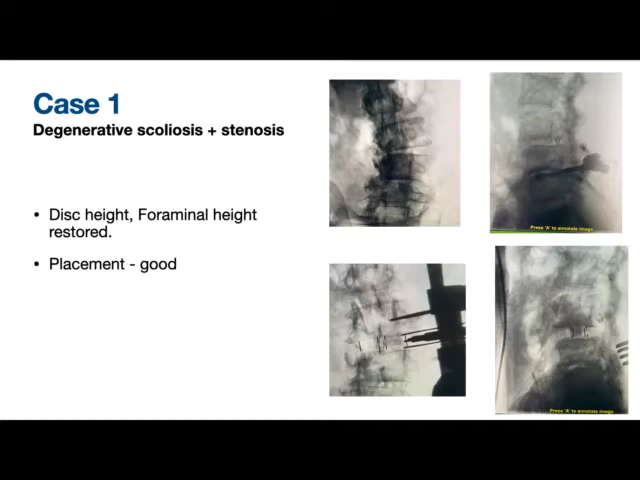 Case 1
Degenerative scoliosis + stenosis
• Disc height, Foraminal height
restored.
• Placement - good
Press 'A' to annotate image
Press 'A' to annotate image